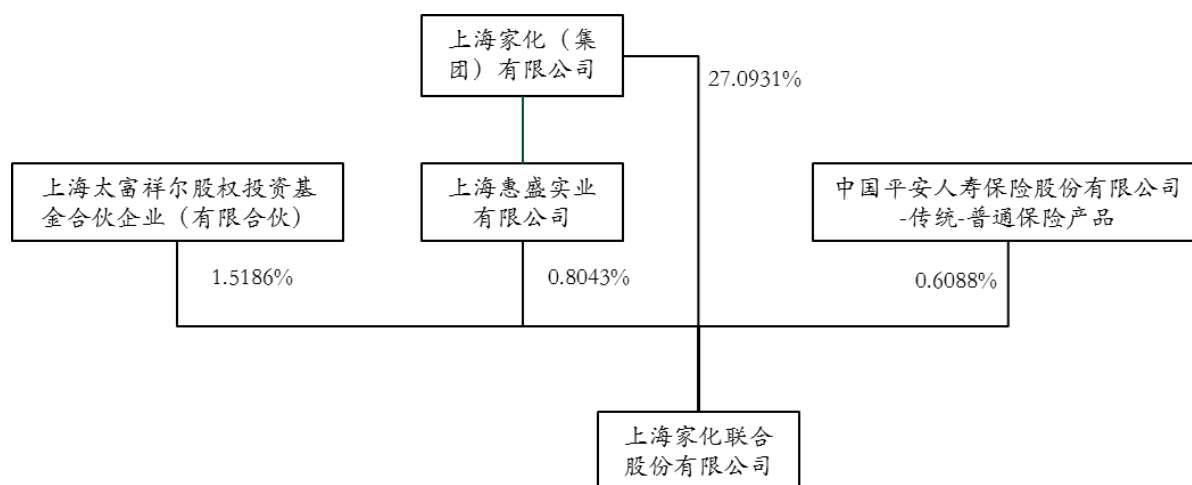 上海家化（集
团）有限公司
27.0931%
上海太富祥尔股权投资基
金合伙企业（有限合伙）
上海惠盛实业
有限公司
中国平安人寿保险股份有限公司
-传统-普通保险产品
1.5186%
0.8043%
0.6088%
上海家化联合
股份有限公司